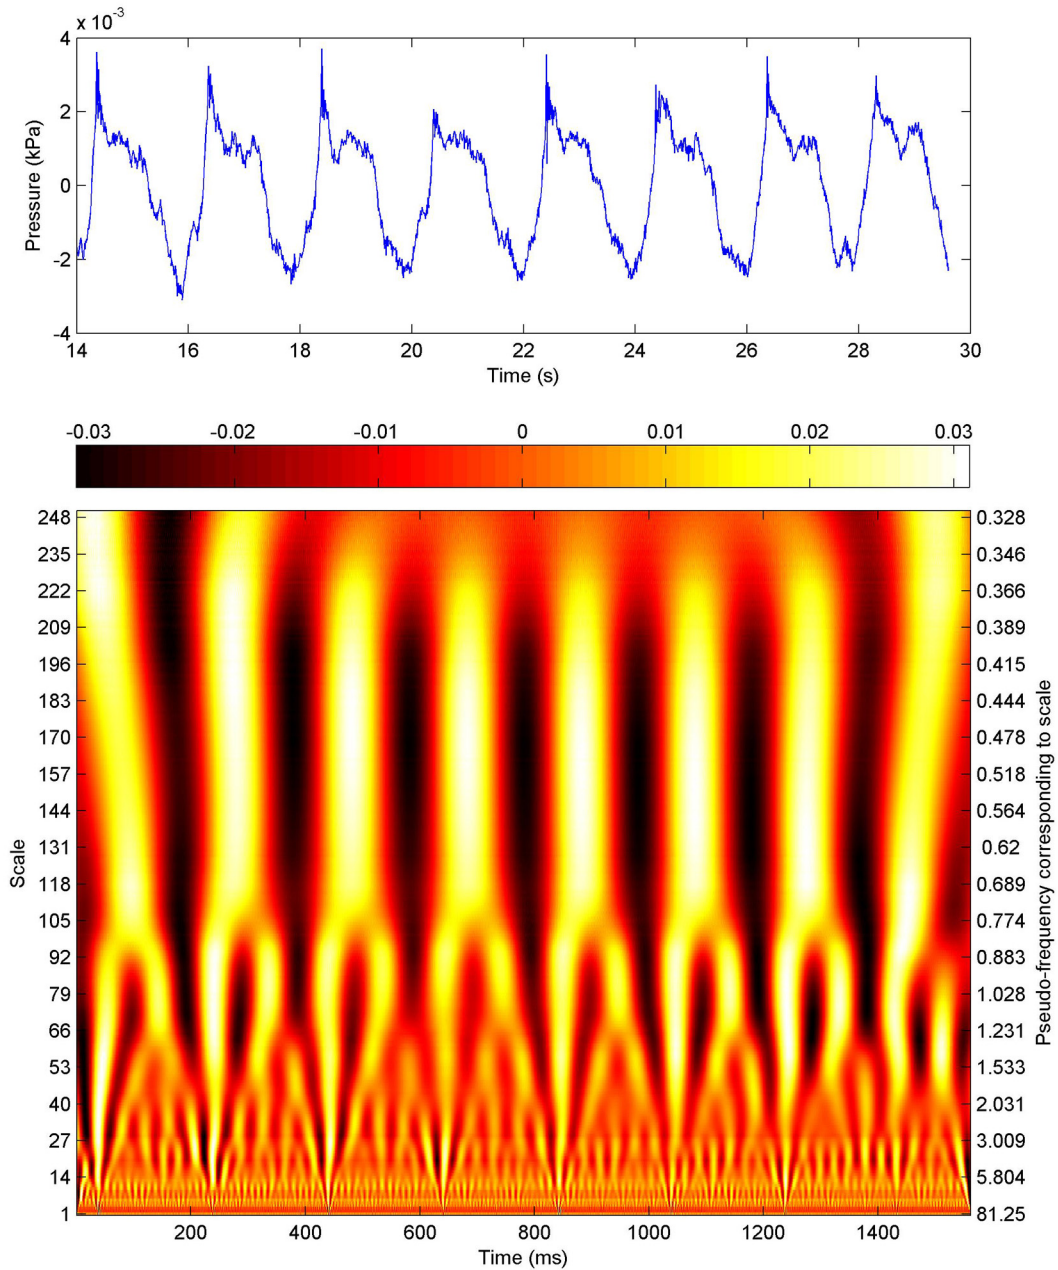 x 10-3
4
2
0
-2
-4
Pressure (kPa)
14 16 18 20 22 24 26 28 30
Time (s)
-0.03 -0.02 -0.01 0 0.01 0.02 0.03
248 0.328
235 0.346
222 0.366
209 0.389
196 0.415
183 0.444
170 0.478
157 0.518
144 0.564
131 0.62
118 0.689
105 0.774
92 0.883
79 1.028
66 1.231
53 1.533
40 2.031
27 3.009
14 5.804
1 81.25
Scale
Pseudo-frequency corresponding to scale
200 400 600 800 1000 1200 1400
Time (ms)